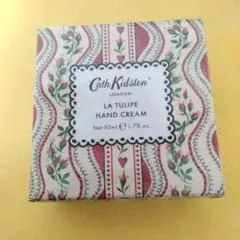 Cath Kidston
LONDON
LA TULIPE
HAND CREAM
Net 50ml ℮ 1.7fl.oz.